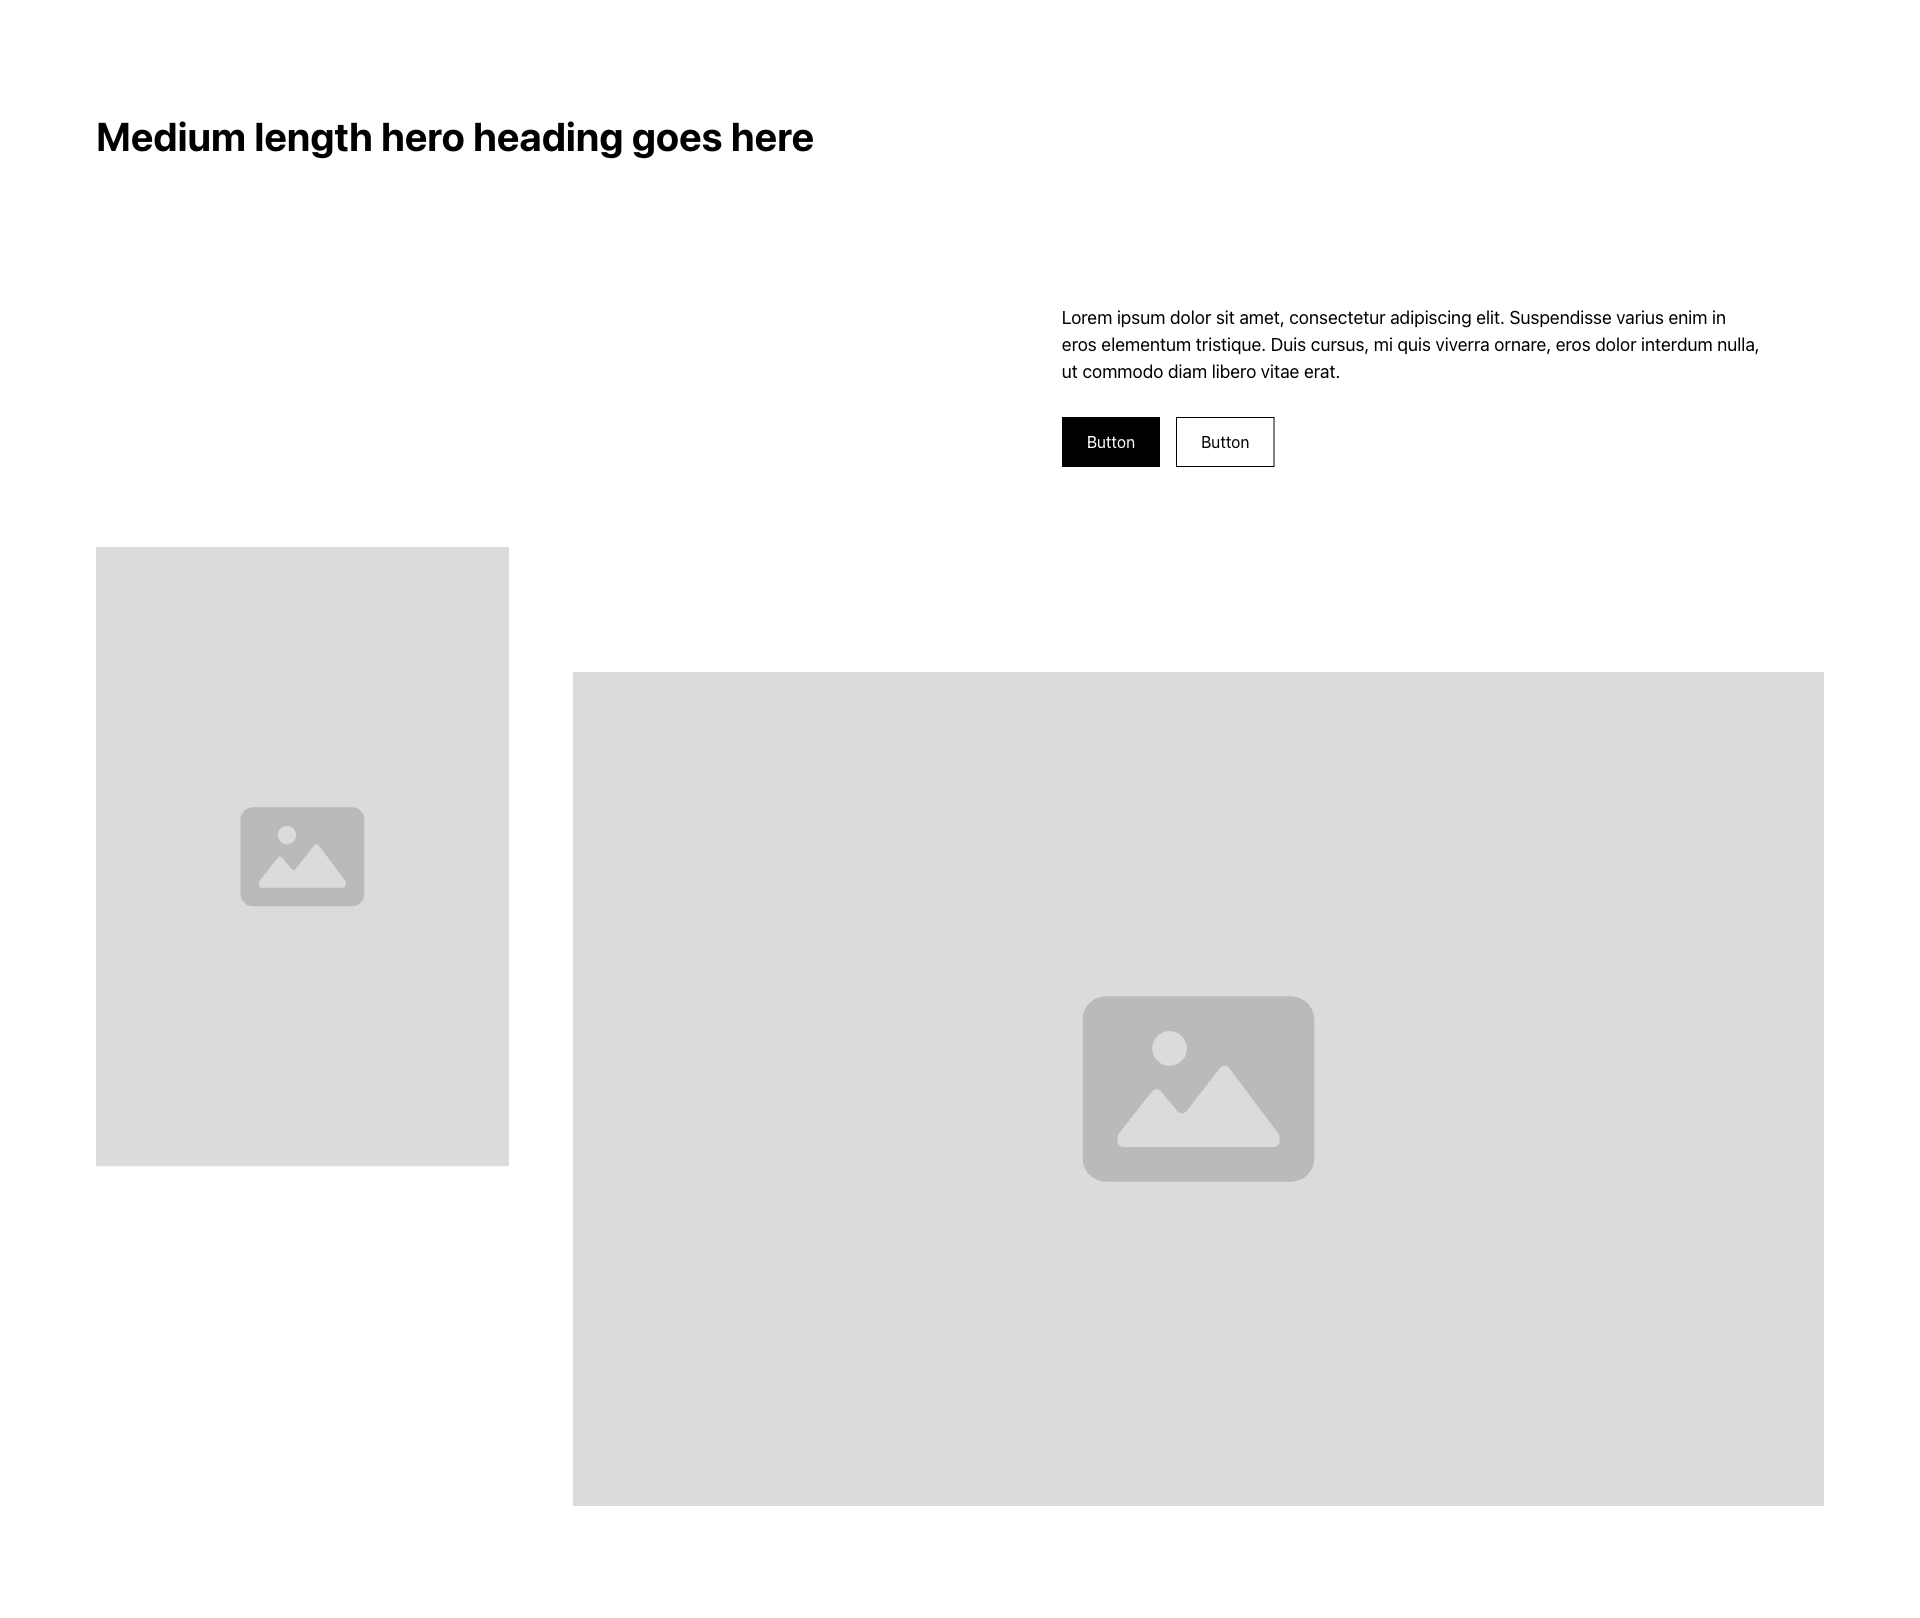 Medium length hero heading goes here
Lorem ipsum dolor sit amet, consectetur adipiscing elit. Suspendisse varius enim in
eros elementum tristique. Duis cursus, mi quis viverra ornare, eros dolor interdum nulla,
ut commodo diam libero vitae erat.
Button
Button